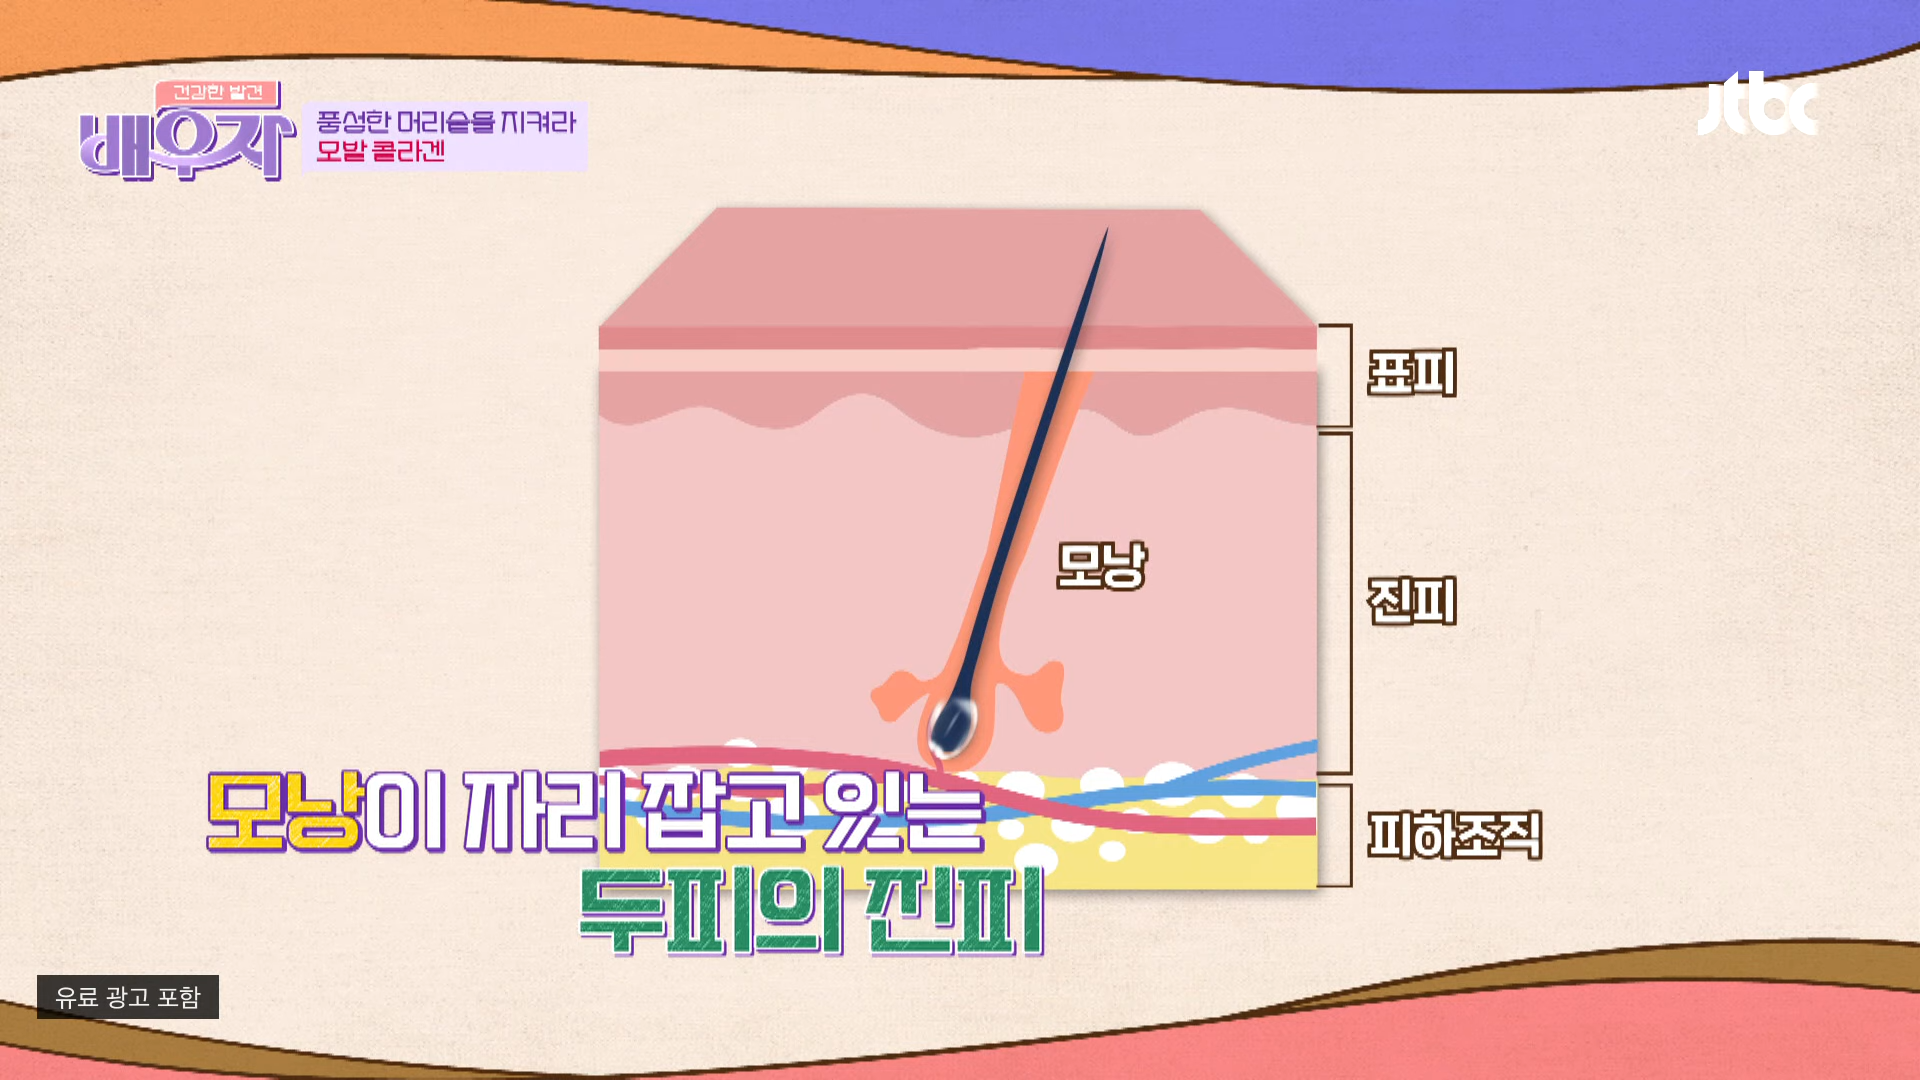 건강한 발견
배우자
풍성한 머리숱을 지켜라
모발 콜라겐
jtbc
표피
모낭
진피
모낭이 자리 잡고 있는
두피의 진피
피하조직
유료 광고 포함